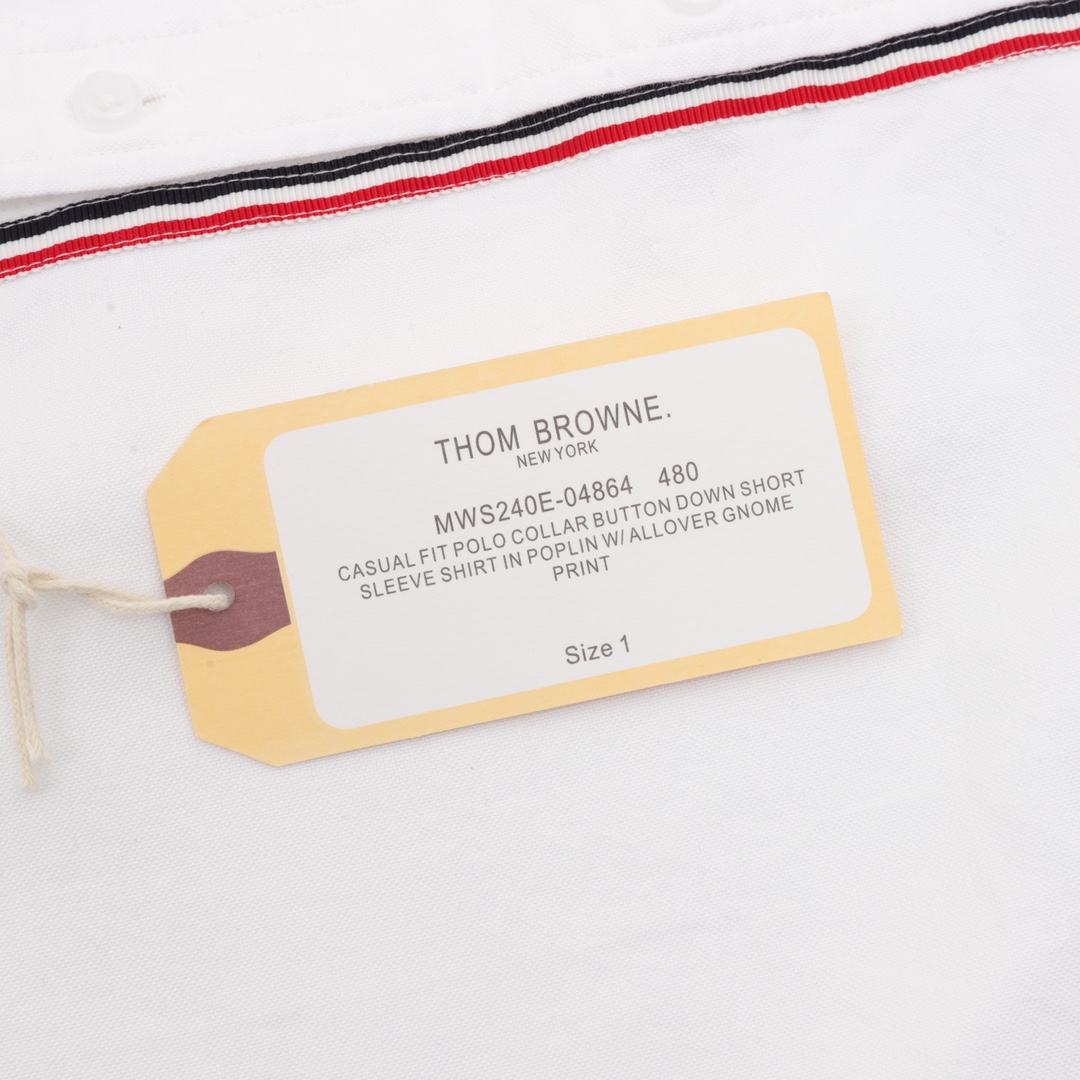 THOM BROWNE.
NEW YORK
MWS240E-04864 480
CASUAL FIT POLO COLLAR BUTTON DOWN SHORT
SLEEVE SHIRT IN POPLIN W/ ALLOVER GNOME
PRINT
Size 1